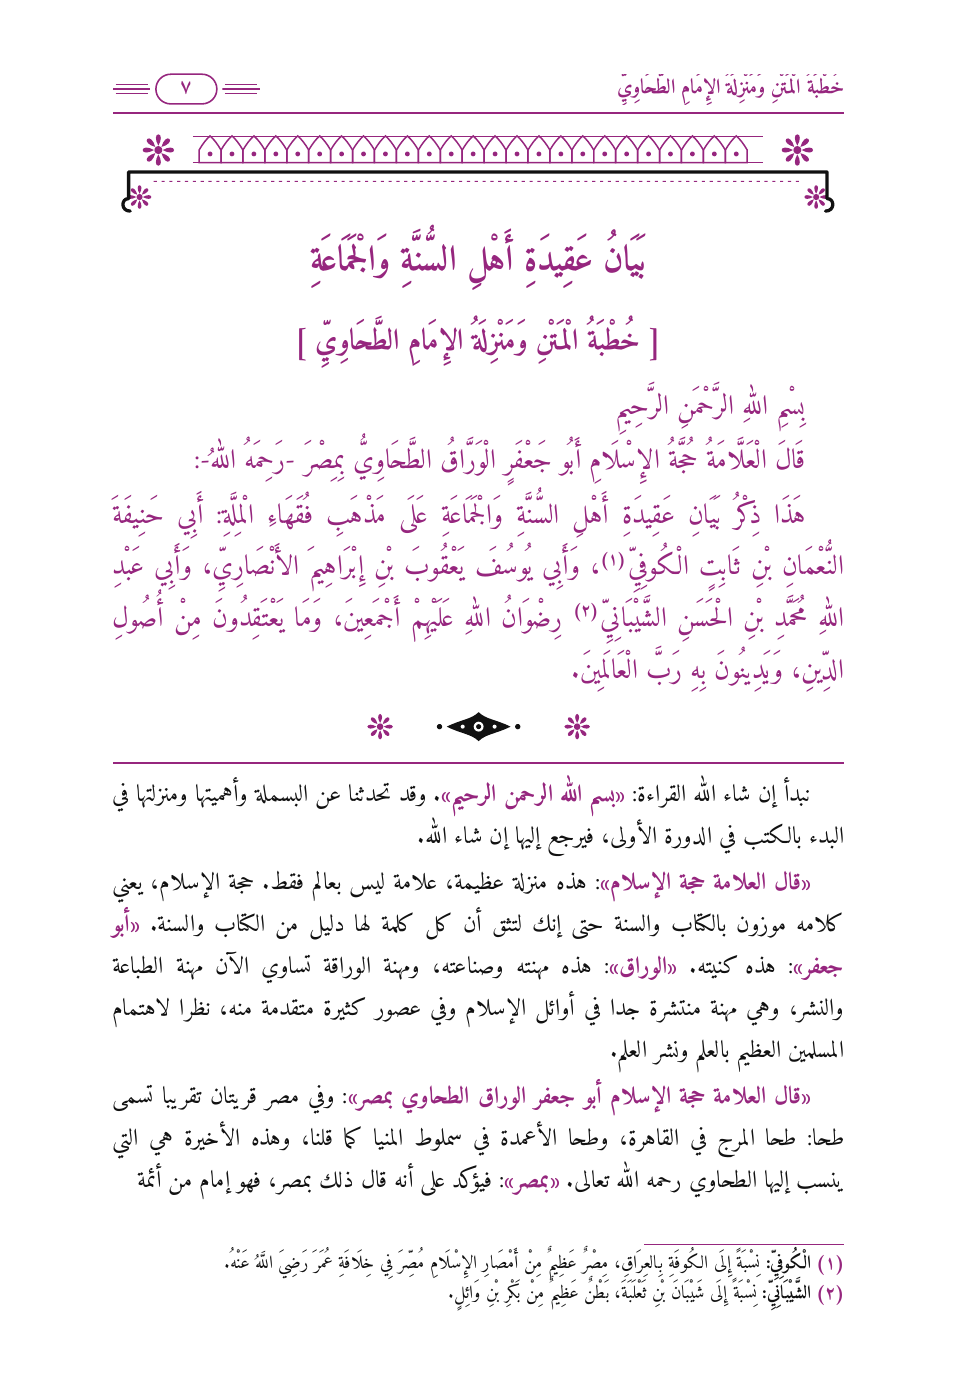 خُطْبَةُ الْمَتْنِ وَمَنْزِلَةُ الإِمَامِ الطَّحَاوِيِّ
٧
بَيَانُ عَقِيدَةِ أَهْلِ السُّنَّةِ وَالْجَمَاعَةِ
[ خُطْبَةُ الْمَتْنِ وَمَنْزِلَةُ الإِمَامِ الطَّحَاوِيِّ ]
بِسْمِ اللهِ الرَّحْمَنِ الرَّحِيمِ
قَالَ الْعَلَّامَةُ حُجَّةُ الإِسْلَامِ أَبُو جَعْفَرٍ الْوَرَّاقُ الطَّحَاوِيُّ بِمِصْرَ -رَحِمَهُ اللهُ-:
هَذَا ذِكْرُ بَيَانِ عَقِيدَةِ أَهْلِ السُّنَّةِ وَالْجَمَاعَةِ عَلَى مَذْهَبِ فُقَهَاءِ الْمِلَّةِ: أَبِي حَنِيفَةَ
النُّعْمَانِ بْنِ ثَابِتٍ الْكُوفِيِّ(١)، وَأَبِي يُوسُفَ يَعْقُوبَ بْنِ إِبْرَاهِيمَ الأَنْصَارِيِّ، وَأَبِي عَبْدِ
اللهِ مُحَمَّدِ بْنِ الْحَسَنِ الشَّيْبَانِيِّ(٢) رِضْوَانُ اللهِ عَلَيْهِمْ أَجْمَعِينَ، وَمَا يَعْتَقِدُونَ مِنْ أُصُولِ
الدِّينِ، وَيَدِينُونَ بِهِ رَبَّ الْعَالَمِينَ.
نبدأ إن شاء الله القراءة: «بسم الله الرحمن الرحيم». وقد تحدثنا عن البسملة وأهميتها ومنزلتها في
البدء بالكتب في الدورة الأولى، فيرجع إليها إن شاء الله.
«قال العلامة حجة الإسلام»: هذه منزلة عظيمة، علامة ليس بعالم فقط. حجة الإسلام، يعني
كلامه موزون بالكتاب والسنة حتى إنك لتثق أن كل كلمة لها دليل من الكتاب والسنة. «أبو
جعفر»: هذه كنيته. «الوراق»: هذه مهنته وصناعته، ومهنة الوراقة تساوي الآن مهنة الطباعة
والنشر، وهي مهنة منتشرة جدا في أوائل الإسلام وفي عصور كثيرة متقدمة منه، نظرا لاهتمام
المسلمين العظيم بالعلم ونشر العلم.
«قال العلامة حجة الإسلام أبو جعفر الوراق الطحاوي بمصر»: وفي مصر قريتان تقريبا تسمى
طحا: طحا المرج في القاهرة، وطحا الأعمدة في سملوط المنيا كما قلنا، وهذه الأخيرة هي التي
ينسب إليها الطحاوي رحمه الله تعالى. «بمصر»: فيؤكد على أنه قال ذلك بمصر، فهو إمام من أئمة
(١) الْكُوفِيِّ: نِسْبَةً إِلَى الكُوفَةِ بِالعِرَاقِ، مِصْرٌ عَظِيمٌ مِنْ أَمْصَارِ الإِسْلَامِ مُصِّرَ فِي خِلَافَةِ عُمَرَ رَضِيَ اللَّهُ عَنْهُ.
(٢) الشَّيْبَانِيِّ: نِسْبَةً إِلَى شَيْبَانَ بْنِ ثَعْلَبَةَ، بَطْنٌ عَظِيمٌ مِنْ بَكْرِ بْنِ وَائِلٍ.